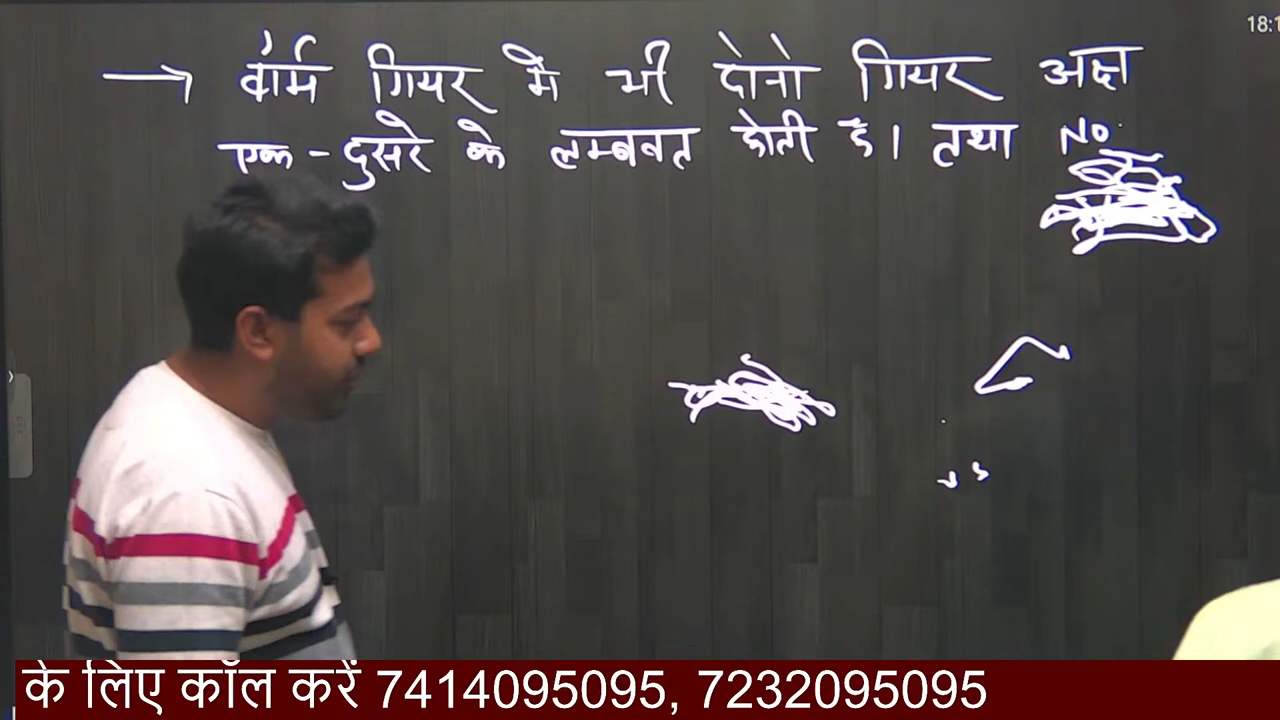 → वोर्म गियर मे भी दोनो गियर अक्ष
एक-दुसरे के लम्बवत होती है। तथा No.
के लिए कॉल करें 7414095095, 7232095095